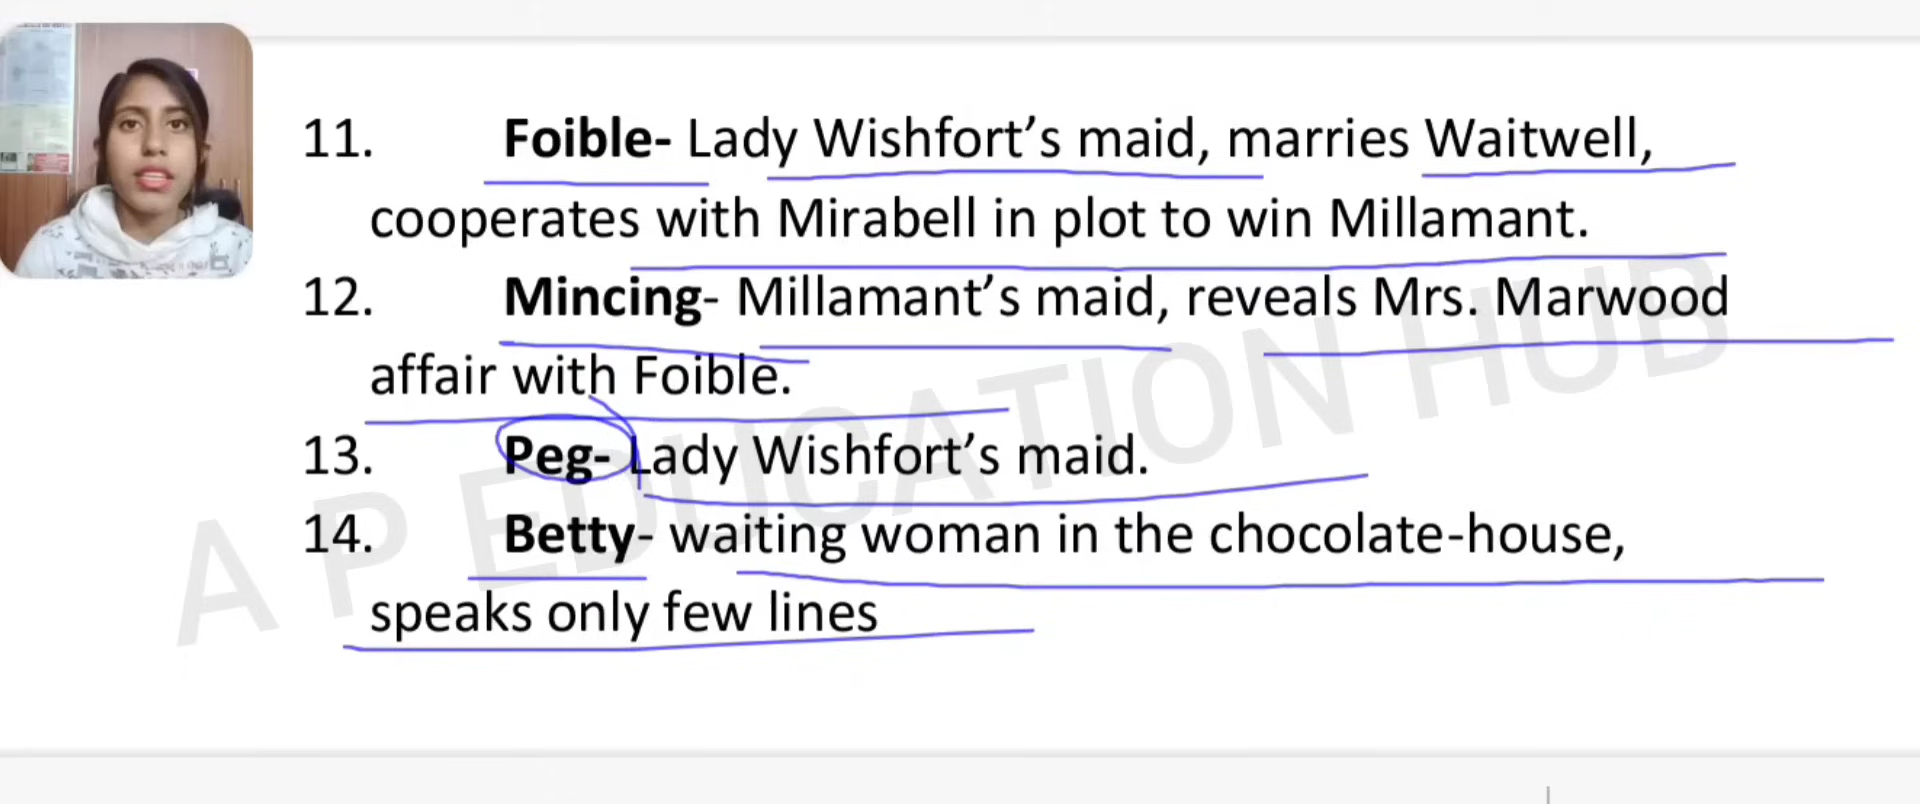 11. Foible- Lady Wishfort’s maid, marries Waitwell,
cooperates with Mirabell in plot to win Millamant.
12. Mincing- Millamant’s maid, reveals Mrs. Marwood
affair with Foible.
13. Peg- Lady Wishfort’s maid.
14. Betty- waiting woman in the chocolate-house,
speaks only few lines
A P EDUCATION HUB